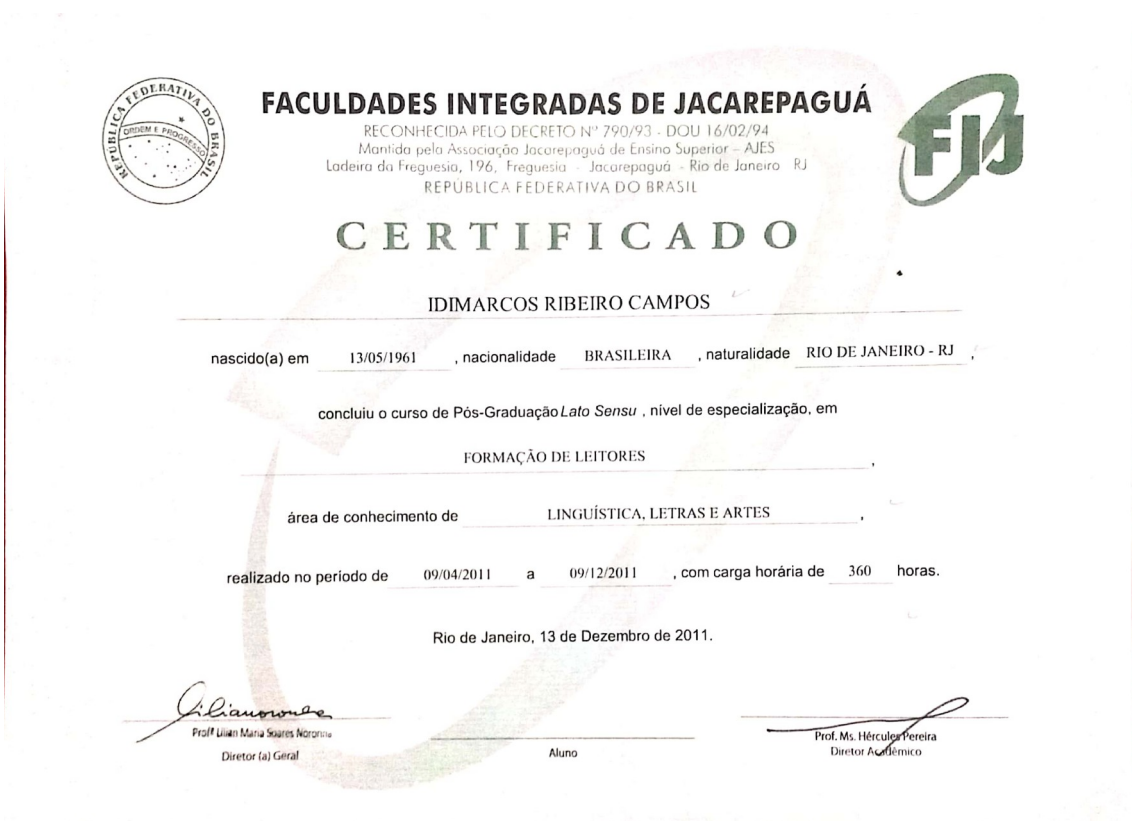 REPÚBLICA FEDERATIVA DO BRASIL
ORDEM E PROGRESSO
FACULDADES INTEGRADAS DE JACAREPAGUÁ
FIJ
RECONHECIDA PELO DECRETO Nº 790/93 - DOU 16/02/94
Mantida pela Associação Jacarepaguá de Ensino Superior - AJES
Ladeira da Freguesia, 196, Freguesia - Jacarepaguá - Rio de Janeiro RJ
REPÚBLICA FEDERATIVA DO BRASIL
CERTIFICADO
IDIMARCOS RIBEIRO CAMPOS
nascido(a) em 13/05/1961 , nacionalidade BRASILEIRA , naturalidade RIO DE JANEIRO - RJ ,
concluiu o curso de Pós-Graduação Lato Sensu , nível de especialização, em
FORMAÇÃO DE LEITORES ,
área de conhecimento de LINGUÍSTICA, LETRAS E ARTES ,
realizado no período de 09/04/2011 a 09/12/2011 , com carga horária de 360 horas.
Rio de Janeiro, 13 de Dezembro de 2011.
Profª Lilian Maria Soares Noronha
Diretor (a) Geral
Aluno
Prof. Ms. Hércules Pereira
Diretor Acadêmico